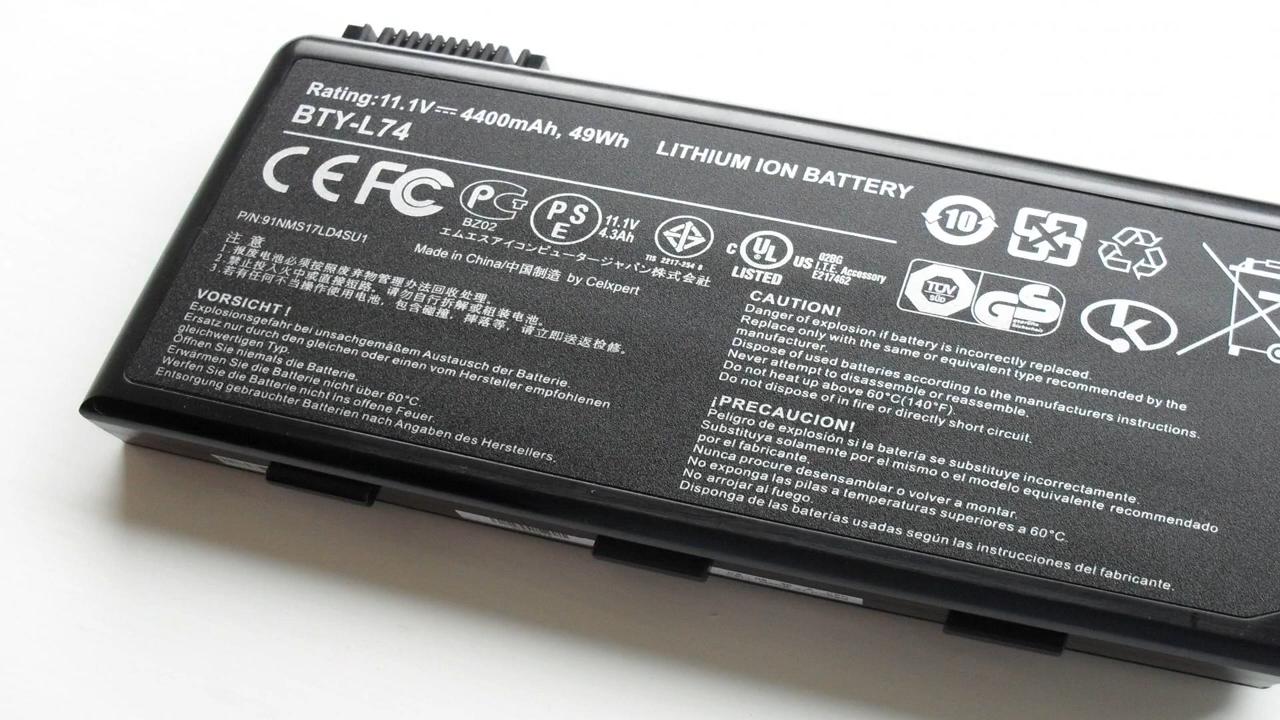 Rating:11.1V⎓ 4400mAh, 49Wh
LITHIUM ION BATTERY
BTY-L74
CE FC
PCT
BZ02
PSE
11.1V
4.3Ah
TIS 2217-254 8
c UL US
LISTED
02BG
I.T.E. Accessory
E217462
10
P/N:91NMS17LD4SU1
エムエスアイコンピュータージャパン株式会社
Made in China/中国制造 by Celxpert
TÜV
SÜD
GS
geprüfte
Sicherheit
K
注 意
1.报废电池必须按照废弃物管理办法回收处理。
2.禁止投入火中或直接短路。请勿自行拆解或组装电池。
3.若有任何不当操作使用电池，包含碰撞，摔落等，请立即送返检修。
VORSICHT !
Explosionsgefahr bei unsachgemäßem Austausch der Batterie.
Ersatz nur durch den gleichen oder einen vom Hersteller empfohlenen
gleichwertigen Typ.
Öffnen Sie niemals die Batterie.
Erwärmen Sie die Batterie nicht über 60°C.
Werfen Sie die Batterie nicht ins offene Feuer.
Entsorgung gebrauchter Batterien nach Angaben des Herstellers.
CAUTION!
Danger of explosion if battery is incorrectly replaced.
Replace only with the same or equivalent type recommended by the
manufacturer.
Dispose of used batteries according to the manufacturers instructions.
Never attempt to disassemble or reassemble.
Do not heat up above 60°C(140°F).
Do not dispose of in fire or directly short circuit.
¡PRECAUCION!
Peligro de explosión si la batería se substituye incorrectamente.
Substituya solamente por el mismo o el modelo equivalente recomendado
por el fabricante.
Nunca procure desensamblar o volver a montar.
No exponga las pilas a temperaturas superiores a 60°C.
No arrojar al fuego.
Disponga de las baterías usadas según las instrucciones del fabricante.